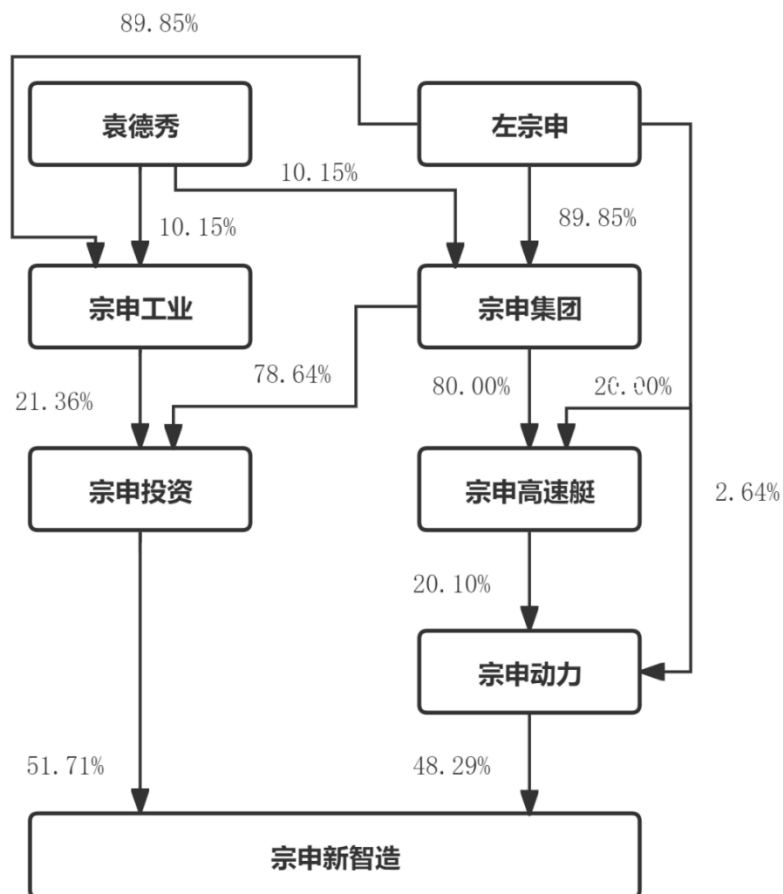 89.85%
袁德秀
左宗申
10.15%
10.15%
89.85%
宗申工业
宗申集团
78.64%
80.00%
20.00%
21.36%
宗申投资
宗申高速艇
2.64%
20.10%
宗申动力
51.71%
48.29%
宗申新智造